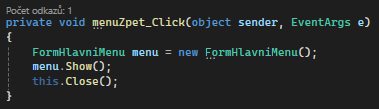 Počet odkazů: 1
private void menuZpet_Click(object sender, EventArgs e)
{
FormHlavniMenu menu = new FormHlavniMenu();
menu.Show();
this.Close();
}